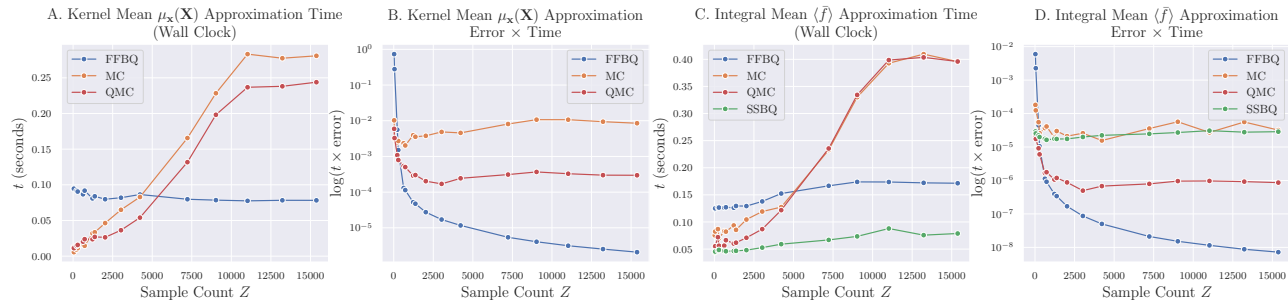 A. Kernel Mean μₓ(X) Approximation Time
(Wall Clock)
FFBQ
MC
QMC
t (seconds)
0.25
0.20
0.15
0.10
0.05
0.00
0 2500 5000 7500 10000 12500 15000
Sample Count Z
B. Kernel Mean μₓ(X) Approximation
Error × Time
FFBQ
MC
QMC
log(t × error)
10⁰
10⁻¹
10⁻²
10⁻³
10⁻⁴
10⁻⁵
0 2500 5000 7500 10000 12500 15000
Sample Count Z
C. Integral Mean ⟨f̄⟩ Approximation Time
(Wall Clock)
FFBQ
MC
QMC
SSBQ
t (seconds)
0.40
0.35
0.30
0.25
0.20
0.15
0.10
0.05
0 2500 5000 7500 10000 12500 15000
Sample Count Z
D. Integral Mean ⟨f̄⟩ Approximation
Error × Time
FFBQ
MC
QMC
SSBQ
log(t × error)
10⁻²
10⁻³
10⁻⁴
10⁻⁵
10⁻⁶
10⁻⁷
10⁻⁸
0 2500 5000 7500 10000 12500 15000
Sample Count Z